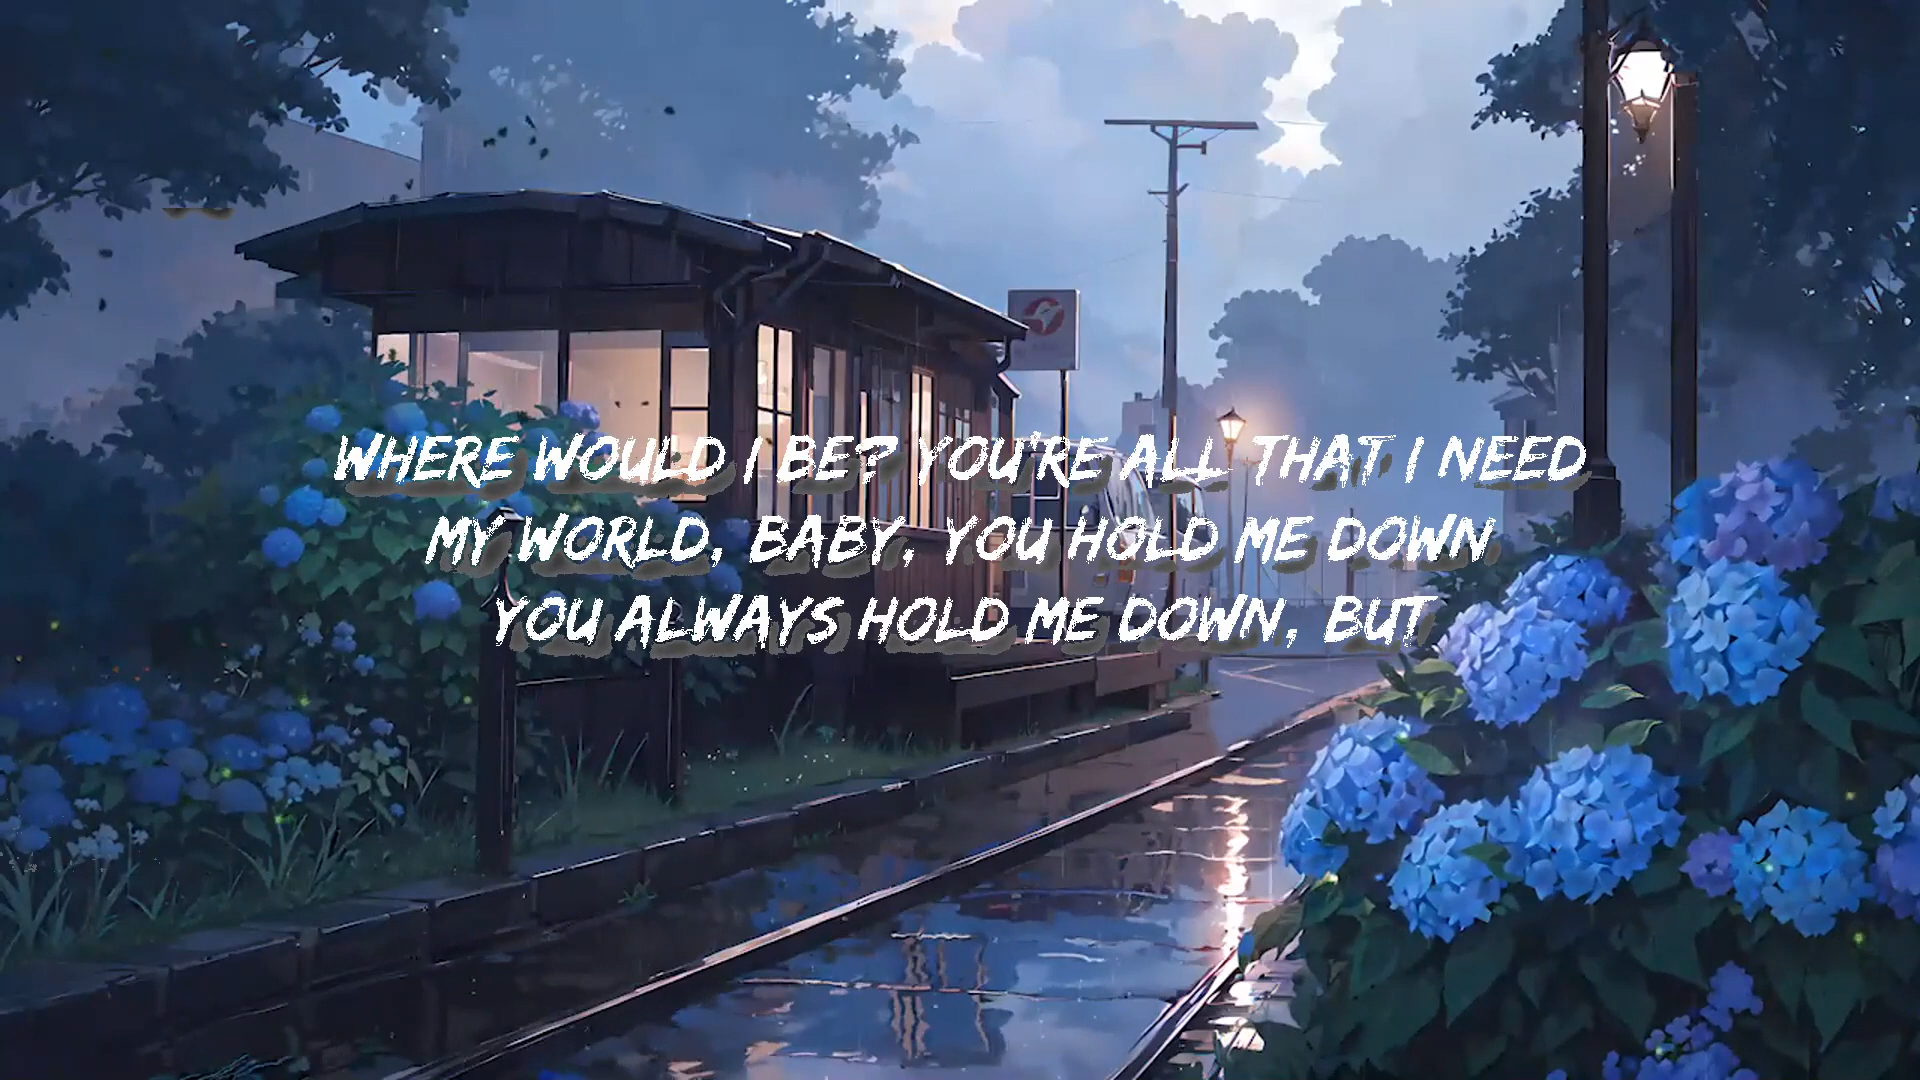 WHERE WOULD I BE? YOU'RE ALL THAT I NEED
MY WORLD, BABY, YOU HOLD ME DOWN
YOU ALWAYS HOLD ME DOWN, BUT